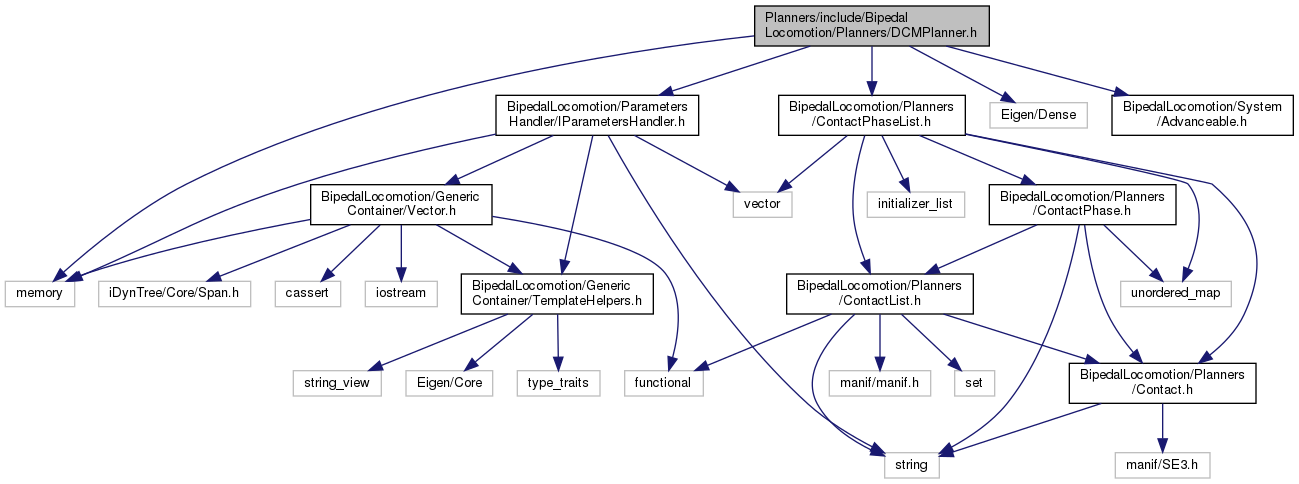 Planners/include/Bipedal
Locomotion/Planners/DCMPlanner.h
BipedalLocomotion/Parameters
Handler/IParametersHandler.h
BipedalLocomotion/Planners
/ContactPhaseList.h
Eigen/Dense
BipedalLocomotion/System
/Advanceable.h
BipedalLocomotion/Generic
Container/Vector.h
vector
initializer_list
BipedalLocomotion/Planners
/ContactPhase.h
memory
iDynTree/Core/Span.h
cassert
iostream
BipedalLocomotion/Generic
Container/TemplateHelpers.h
BipedalLocomotion/Planners
/ContactList.h
unordered_map
string_view
Eigen/Core
type_traits
functional
manif/manif.h
set
BipedalLocomotion/Planners
/Contact.h
string
manif/SE3.h